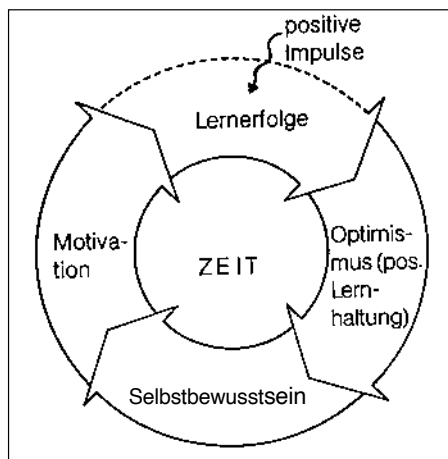 positive
Impulse
Lernerfolge
Motiva-
tion
ZEIT
Optimis-
mus (pos.
Lern-
haltung)
Selbstbewusstsein